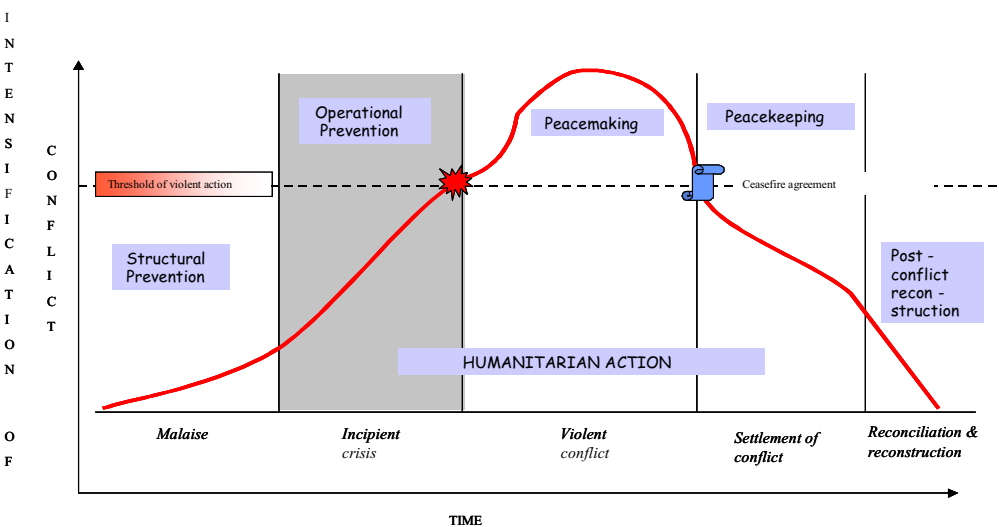 INTENSIFICATION OF
CONFLICT
Operational
Prevention
Peacemaking
Peacekeeping
Threshold of violent action
Ceasefire agreement
Structural
Prevention
Post -
conflict
recon -
struction
HUMANITARIAN ACTION
Malaise
Incipient
crisis
Violent
conflict
Settlement of
conflict
Reconciliation &
reconstruction
TIME